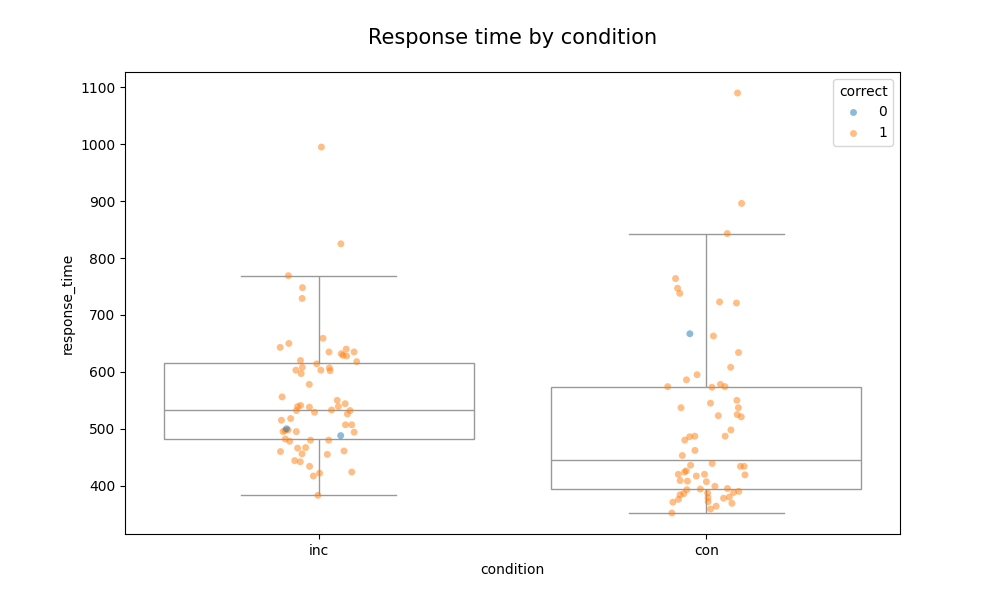 Response time by condition
1100
1000
900
800
700
600
500
400
response_time
inc
con
condition
correct
0
1